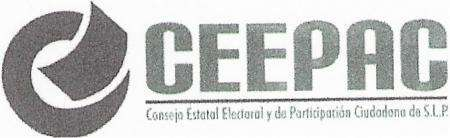 CEEPAC
Consejo Estatal Electoral y de Participación Ciudadana de S.L.P.